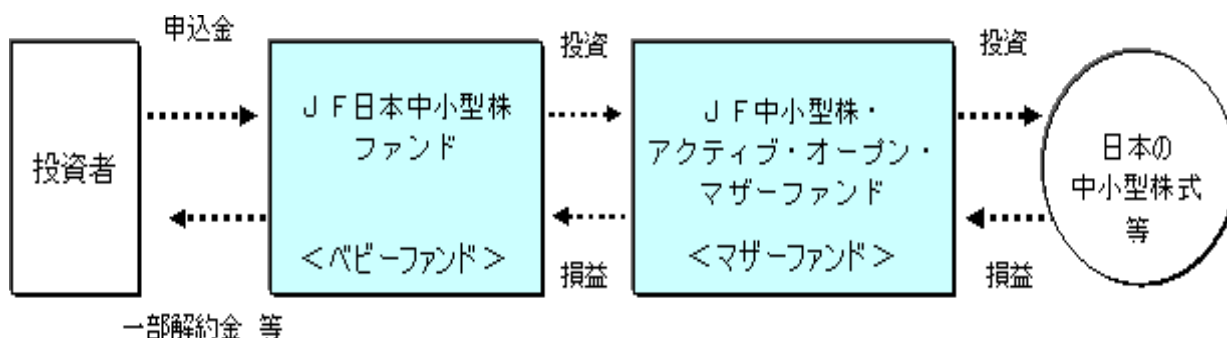 申込金
投資者
一部解約金 等
ＪＦ日本中小型株
ファンド
＜ベビーファンド＞
投資
損益
ＪＦ中小型株・
アクティブ・オープン・
マザーファンド
＜マザーファンド＞
投資
損益
日本の
中小型株式
等